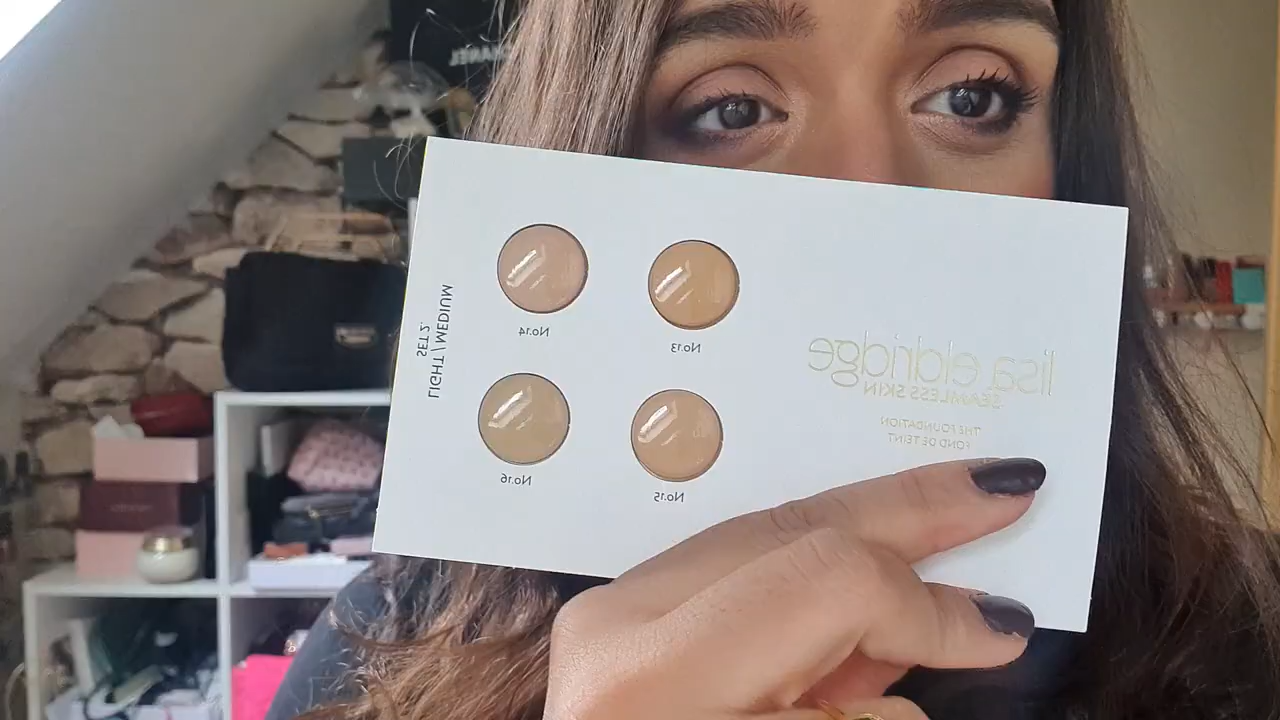 CHANEL
lisa eldridge
SEAMLESS SKIN
THE FOUNDATION
FOND DE TEINT
No.13
No.14
No.15
No.16
SET 2
LIGHT / MEDIUM